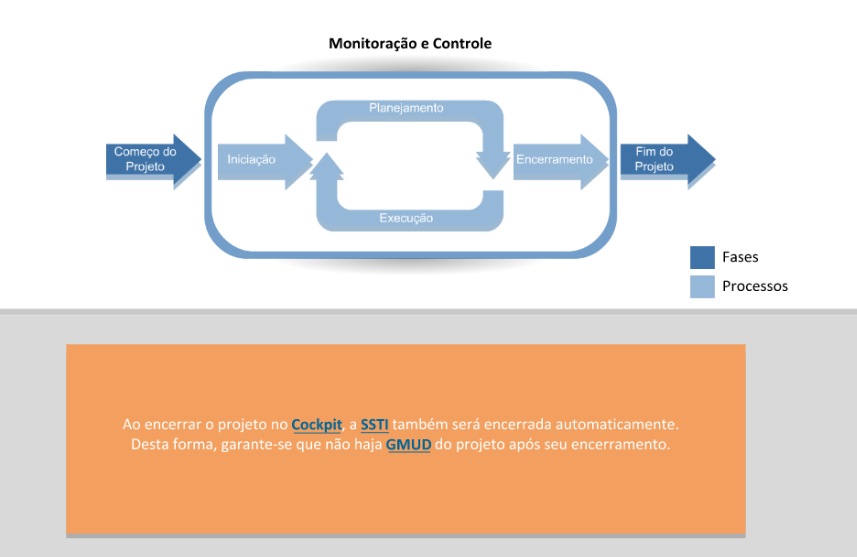 Monitoração e Controle
Planejamento
Começo do
Projeto
Iniciação
Encerramento
Fim do
Projeto
Execução
Fases
Processos
Ao encerrar o projeto no Cockpit, a SSTI também será encerrada automaticamente.
Desta forma, garante-se que não haja GMUD do projeto após seu encerramento.